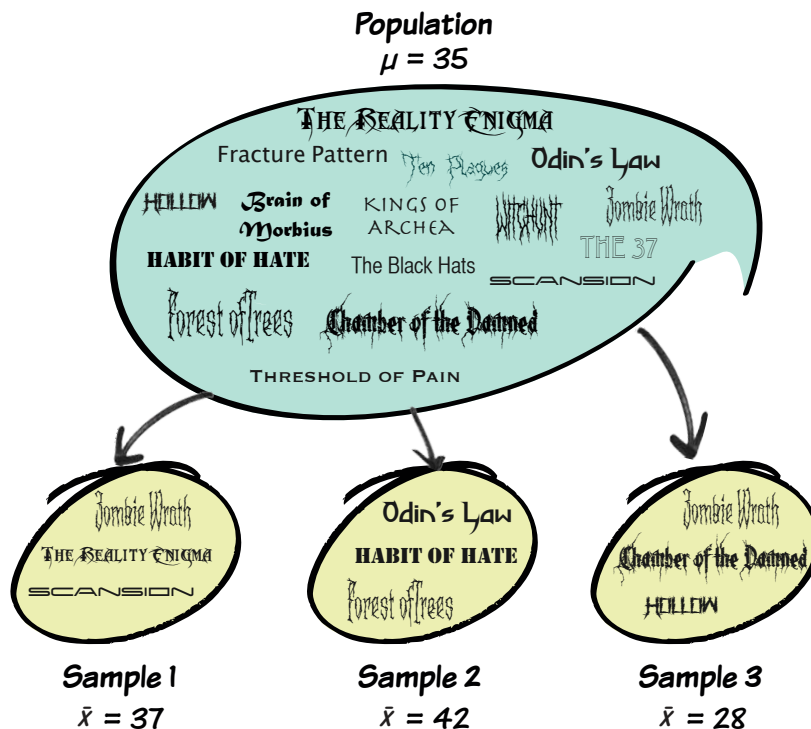 Population
μ = 35
THE REALITY ENIGMA
Fracture Pattern
Ten Plagues
Odin's Law
HOLLOW
Brain of
Morbius
KINGS OF
ARCHEA
WITCHUNT
Zombie Wrath
THE 37
HABIT OF HATE
The Black Hats
SCANSION
Forest of Trees
Chamber of the Damned
THRESHOLD OF PAIN
Zombie Wrath
THE REALITY ENIGMA
SCANSION
Odin's Law
HABIT OF HATE
Forest of Trees
Zombie Wrath
Chamber of the Damned
HOLLOW
Sample 1
x̄ = 37
Sample 2
x̄ = 42
Sample 3
x̄ = 28